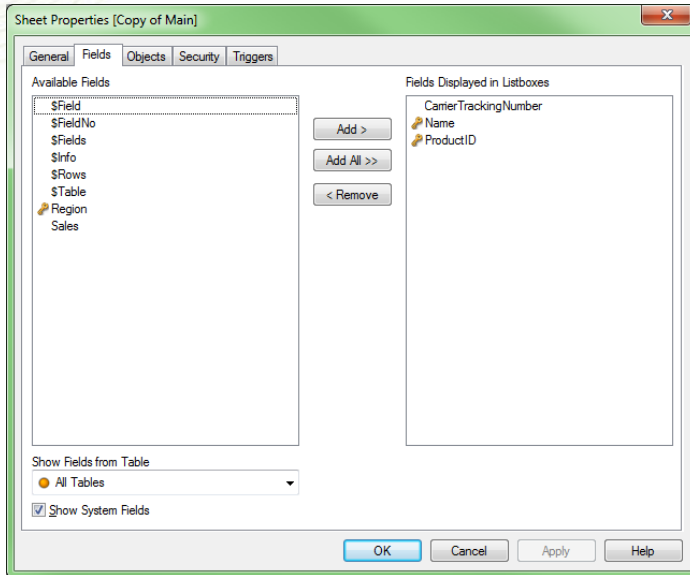 Sheet Properties [Copy of Main]
General Fields Objects Security Triggers
Available Fields
$Field
$FieldNo
$Fields
$Info
$Rows
$Table
Region
Sales
Add >
Add All >>
< Remove
Fields Displayed in Listboxes
CarrierTrackingNumber
Name
ProductID
Show Fields from Table
All Tables
Show System Fields
OK Cancel Apply Help